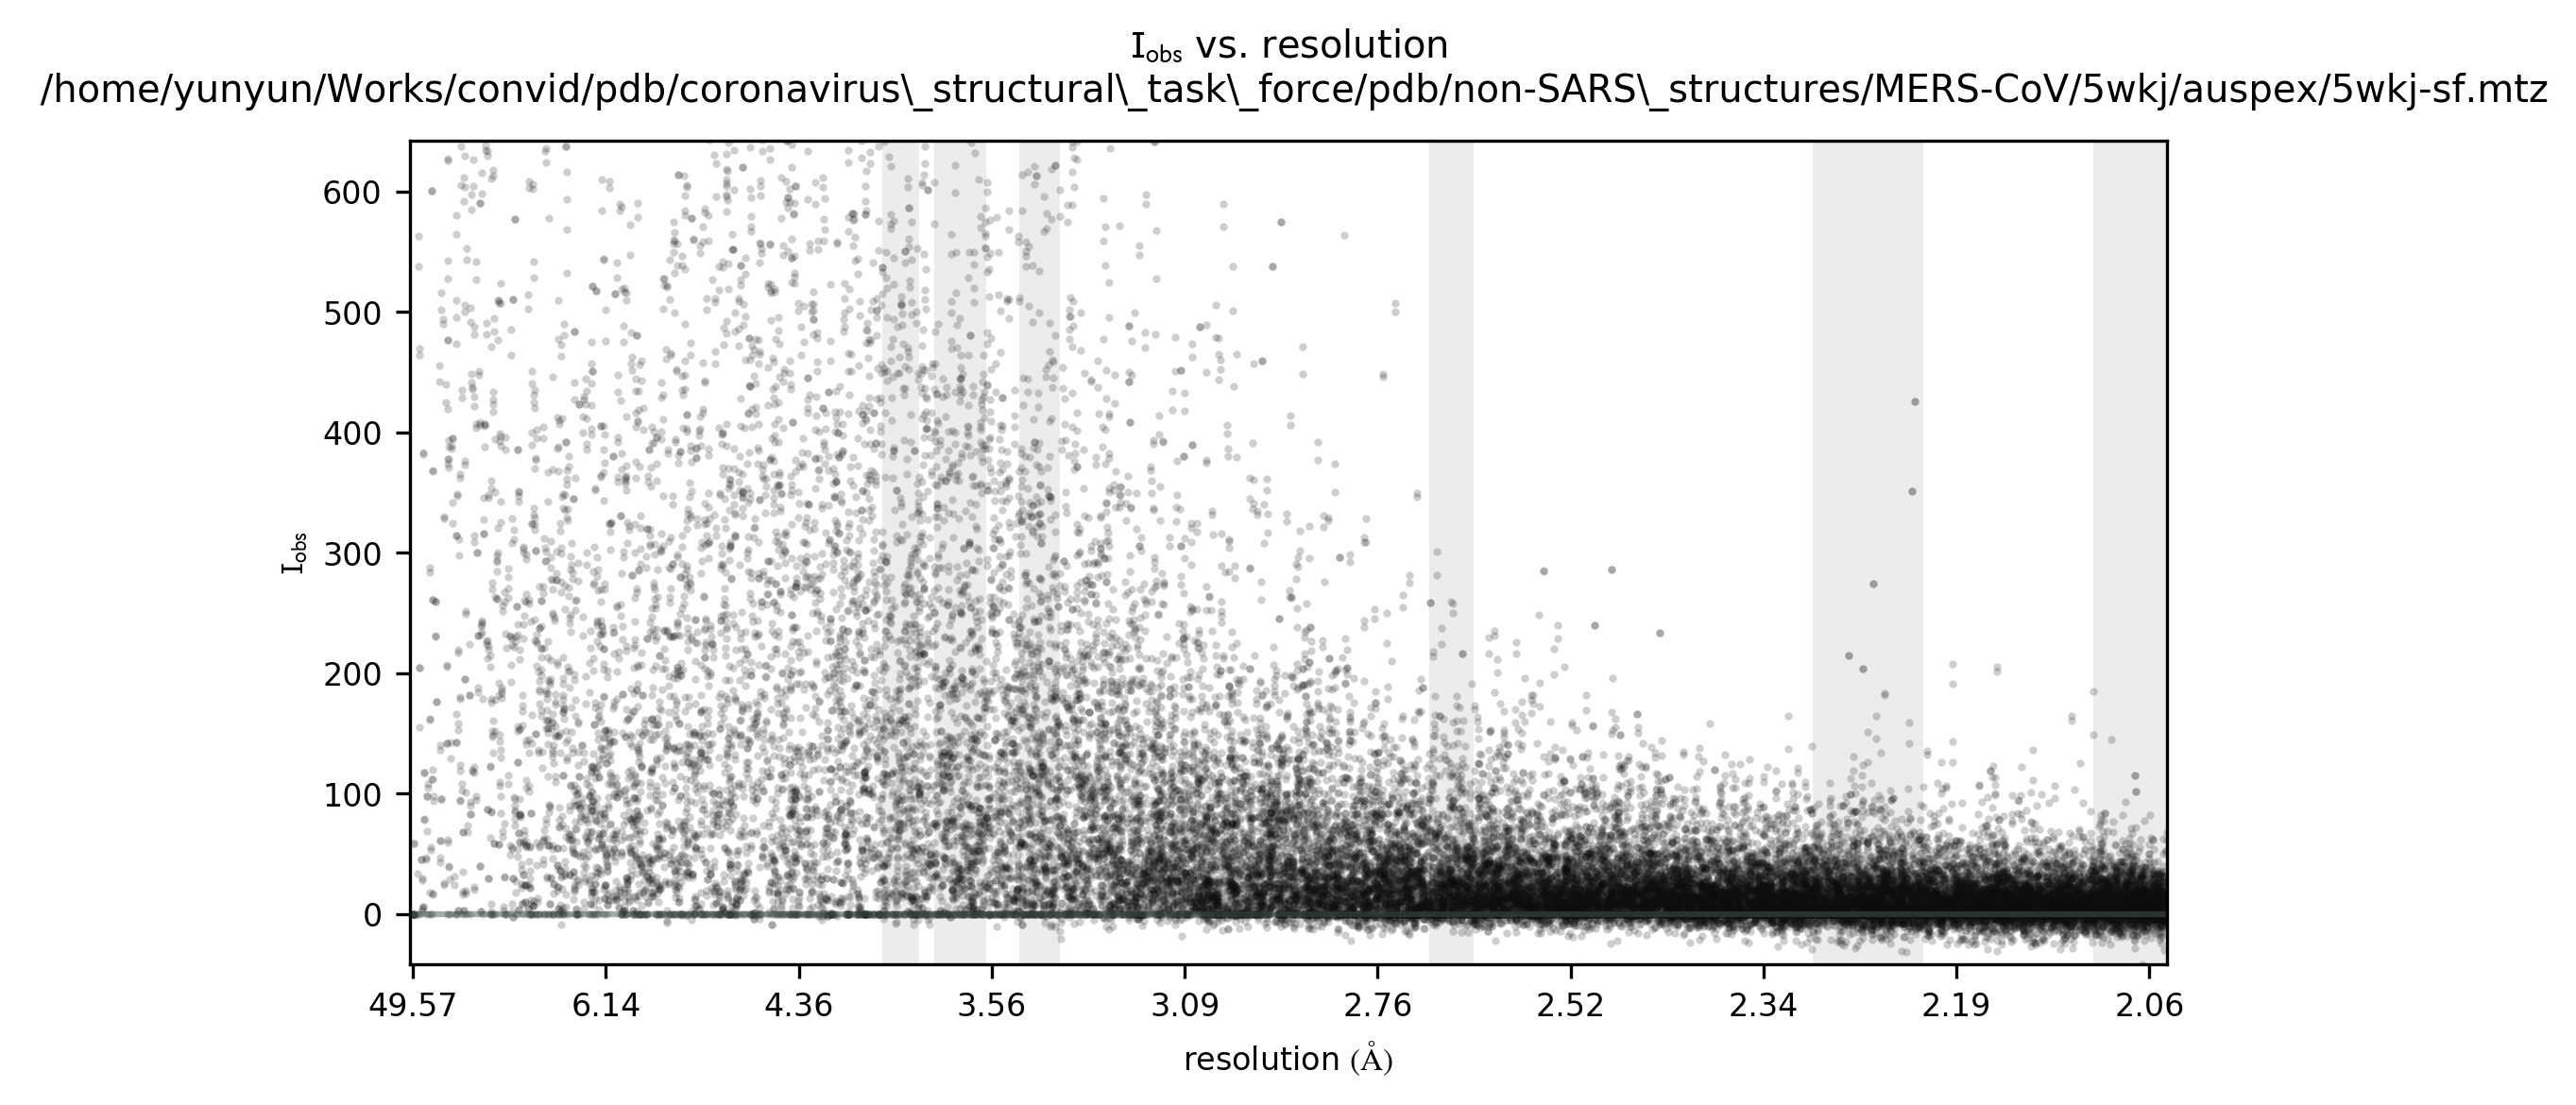 I_obs vs. resolution
/home/yunyun/Works/convid/pdb/coronavirus\_structural\_task\_force/pdb/non-SARS\_structures/MERS-CoV/5wkj/auspex/5wkj-sf.mtz
600
500
400
300
200
100
0
I_obs
49.57 6.14 4.36 3.56 3.09 2.76 2.52 2.34 2.19 2.06
resolution (Å)